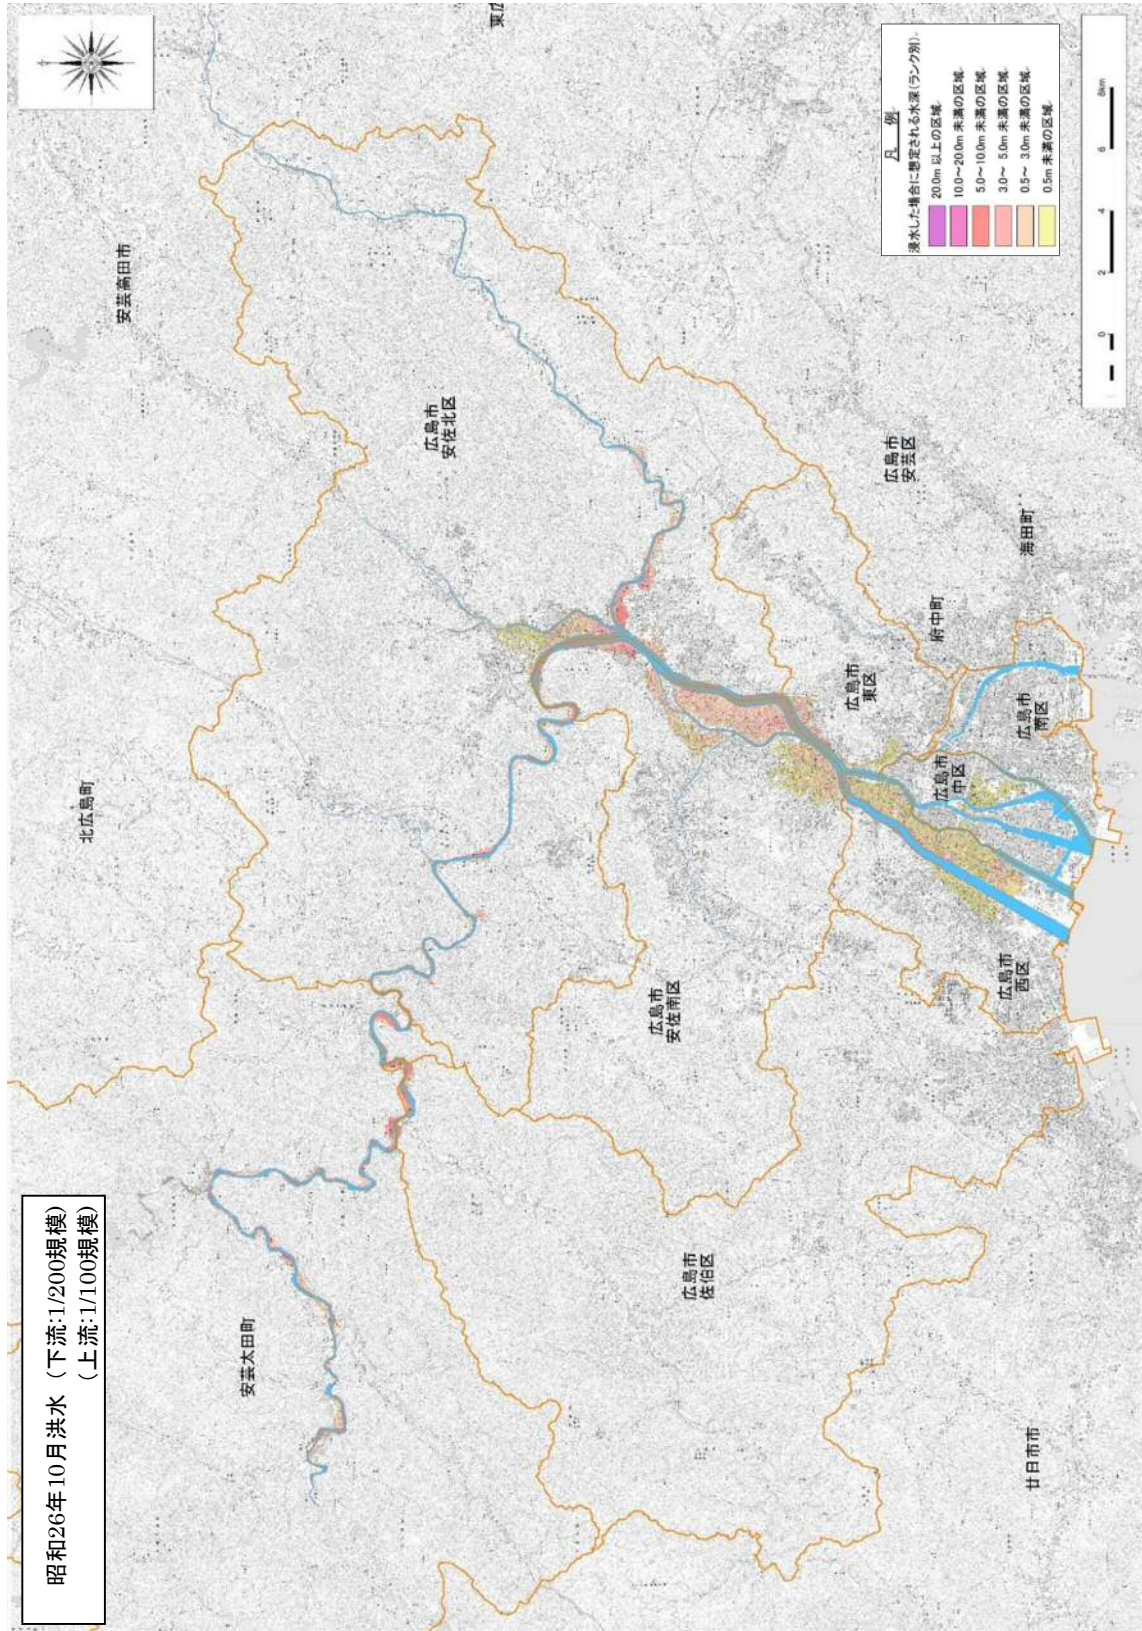 昭和26年10月洪水（下流:1/200規模）
（上流:1/100規模）
凡 例
浸水した場合に想定される水深(ランク別)
20.0m 以上の区域
10.0～20.0m 未満の区域
5.0～10.0m 未満の区域
3.0～ 5.0m 未満の区域
0.5～ 3.0m 未満の区域
0.5m 未満の区域
0 2 4 6 8km
安芸太田町
北広島町
安芸高田市
広島市
安佐北区
広島市
安佐南区
広島市
佐伯区
広島市
安芸区
広島市
東区
府中町
海田町
広島市
中区
広島市
南区
広島市
西区
廿日市市